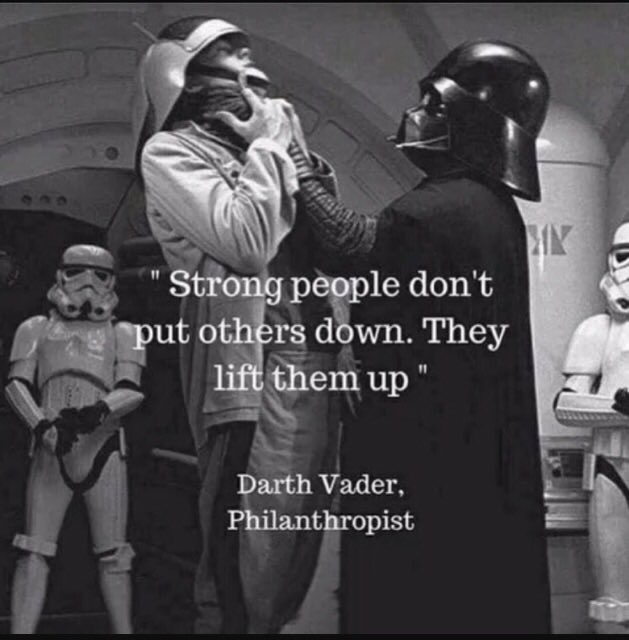 " Strong people don't
put others down. They
lift them up "
Darth Vader,
Philanthropist